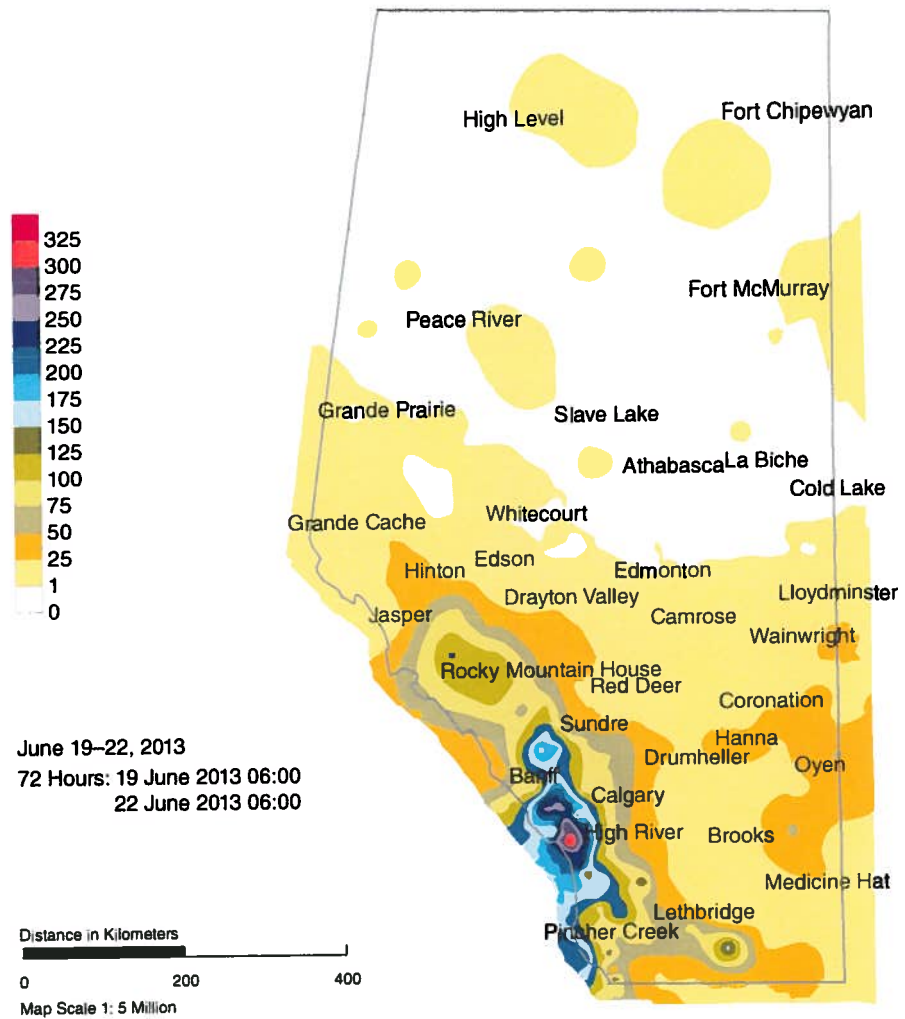 High Level
Fort Chipewyan
325
300
275
250
225
200
175
150
125
100
75
50
25
1
0
Fort McMurray
Peace River
Grande Prairie
Slave Lake
Athabasca
La Biche
Cold Lake
Whitecourt
Grande Cache
Edson
Hinton
Edmonton
Drayton Valley
Lloydminster
Jasper
Camrose
Wainwright
Rocky Mountain House
Red Deer
Coronation
Sundre
Hanna
Drumheller
Oyen
Banff
Calgary
High River
Brooks
Medicine Hat
Lethbridge
Pincher Creek
June 19–22, 2013
72 Hours: 19 June 2013 06:00
22 June 2013 06:00
Distance in Kilometers
0 200 400
Map Scale 1: 5 Million